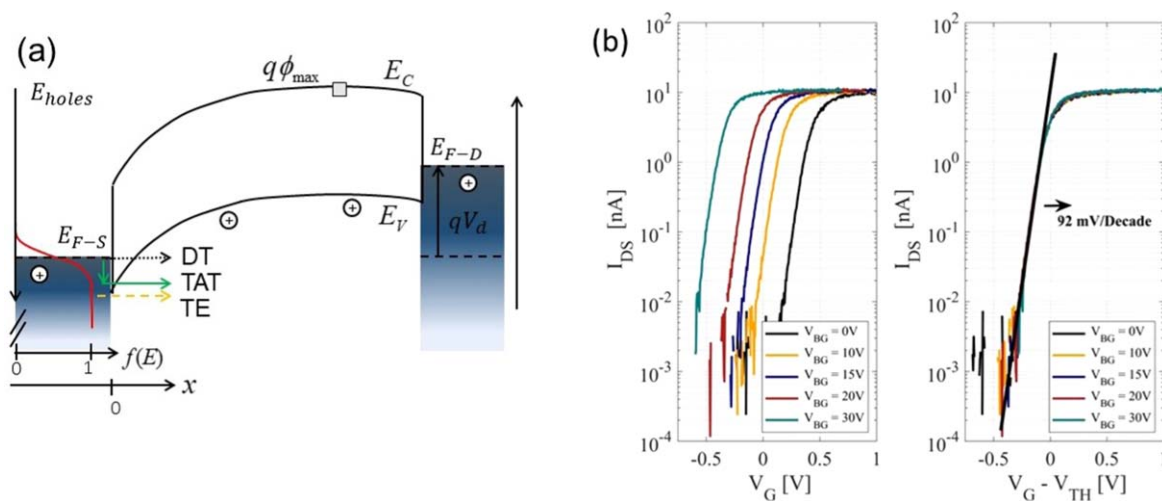 (a)
E_holes
qϕ_max
E_C
E_F-D
E_F-S
E_V
qV_d
DT
TAT
TE
0
1
f(E)
x
0
(b)
I_DS [nA]
10^2
10^1
10^0
10^-1
10^-2
10^-3
10^-4
V_BG = 0V
V_BG = 10V
V_BG = 15V
V_BG = 20V
V_BG = 30V
-0.5
0
0.5
1
V_G [V]
I_DS [nA]
10^2
10^1
10^0
10^-1
10^-2
10^-3
10^-4
92 mV/Decade
V_BG = 0V
V_BG = 10V
V_BG = 15V
V_BG = 20V
V_BG = 30V
-0.5
0
0.5
1
V_G - V_TH [V]